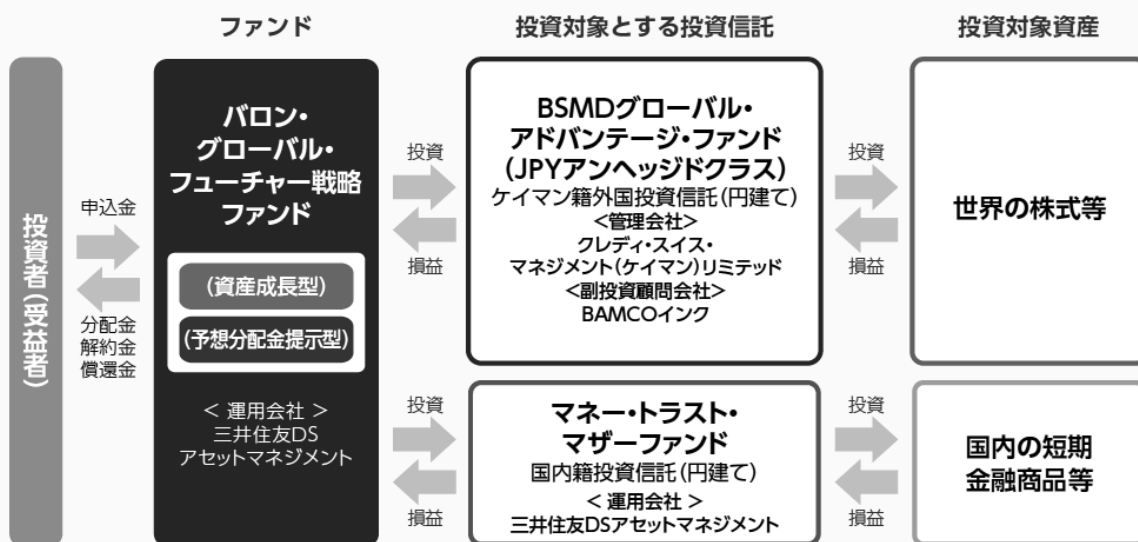 ファンド
投資対象とする投資信託
投資対象資産
投資者(受益者)
申込金
分配金
解約金
償還金
バロン・
グローバル・
フューチャー戦略
ファンド
(資産成長型)
(予想分配金提示型)
< 運用会社 >
三井住友DS
アセットマネジメント
投資
損益
BSMDグローバル・
アドバンテージ・ファンド
(JPYアンヘッジドクラス)
ケイマン籍外国投資信託(円建て)
<管理会社>
クレディ・スイス・
マネジメント(ケイマン)リミテッド
<副投資顧問会社>
BAMCOインク
投資
損益
世界の株式等
投資
損益
マネー・トラスト・
マザーファンド
国内籍投資信託(円建て)
< 運用会社 >
三井住友DSアセットマネジメント
投資
損益
国内の短期
金融商品等